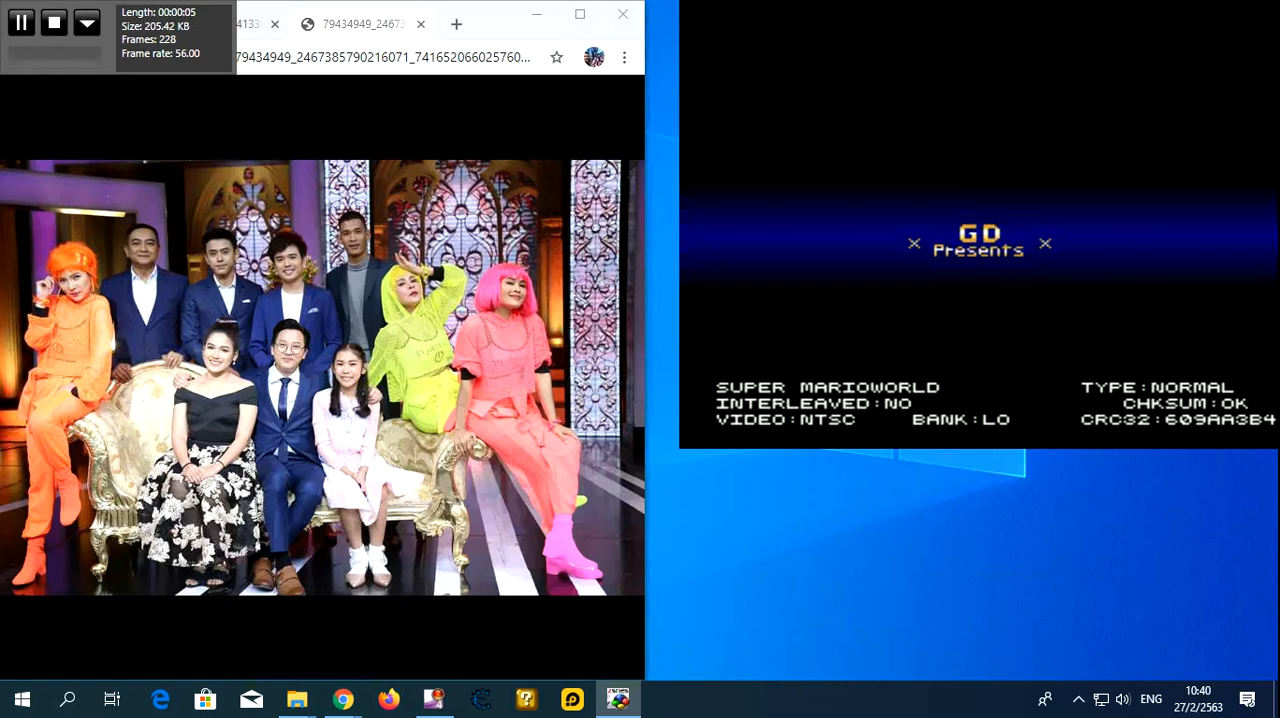 Length: 00:00:05
Size: 205.42 KB
Frames: 228
Frame rate: 56.00
79434949_2467
79434949_2467385790216071_741652066025760...
GD
× Presents ×
SUPER MARIOWORLD TYPE:NORMAL
INTERLEAVED:NO CHKSUM:OK
VIDEO:NTSC BANK:LO CRC32:609AA3B4
ENG
10:40
27/2/2563